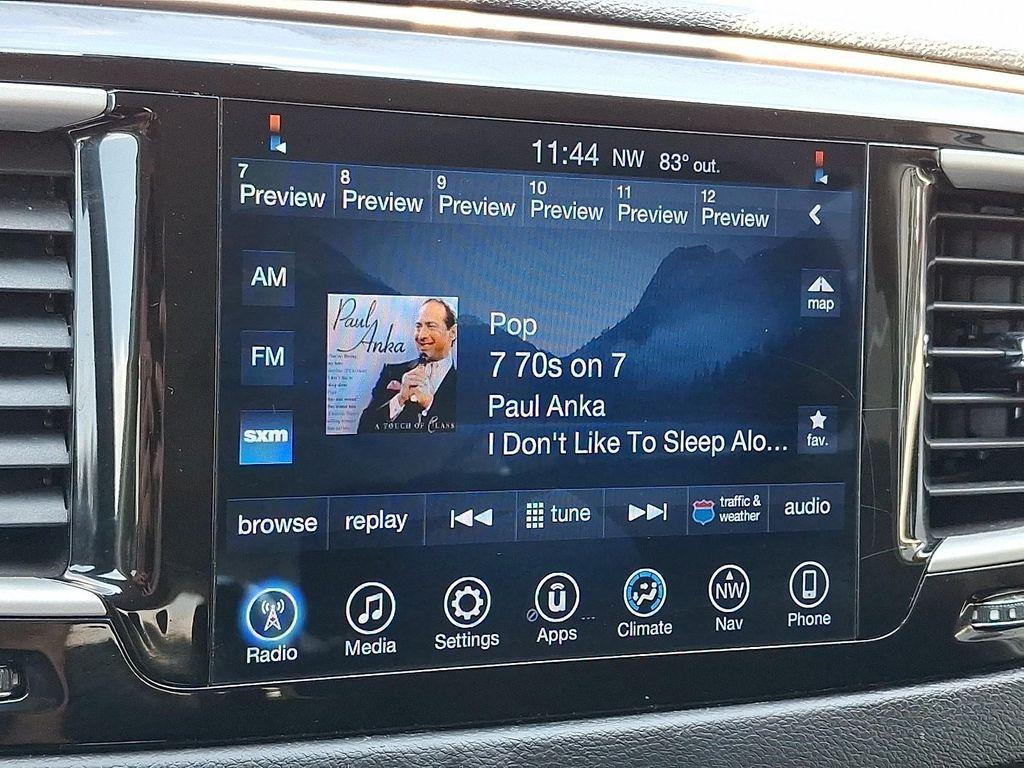 11:44 NW 83° out.
7 Preview
8 Preview
9 Preview
10 Preview
11 Preview
12 Preview
AM
map
Paul Anka
Pop
7 70s on 7
FM
Paul Anka
A TOUCH OF CLASS
I Don't Like To Sleep Alo...
sxm
fav.
browse
replay
tune
traffic & weather
audio
Radio
Media
Settings
Apps
Climate
NW
Nav
Phone